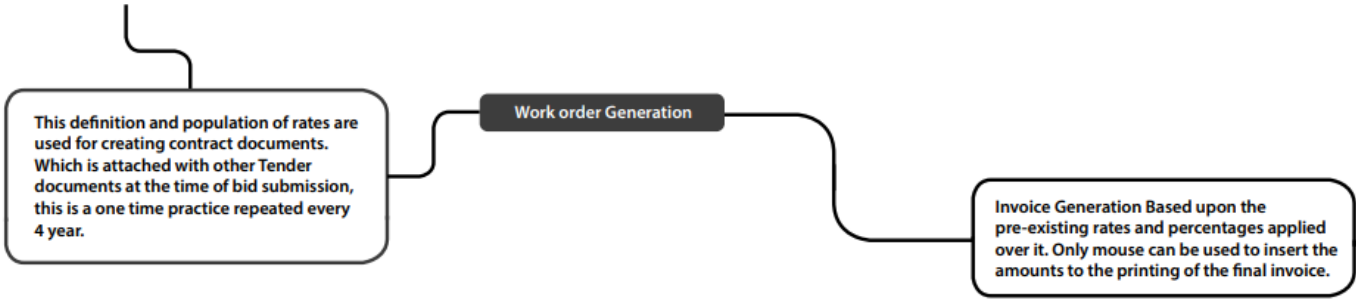 This definition and population of rates are
used for creating contract documents.
Which is attached with other Tender
documents at the time of bid submission,
this is a one time practice repeated every
4 year.
Work order Generation
Invoice Generation Based upon the
pre-existing rates and percentages applied
over it. Only mouse can be used to insert the
amounts to the printing of the final invoice.